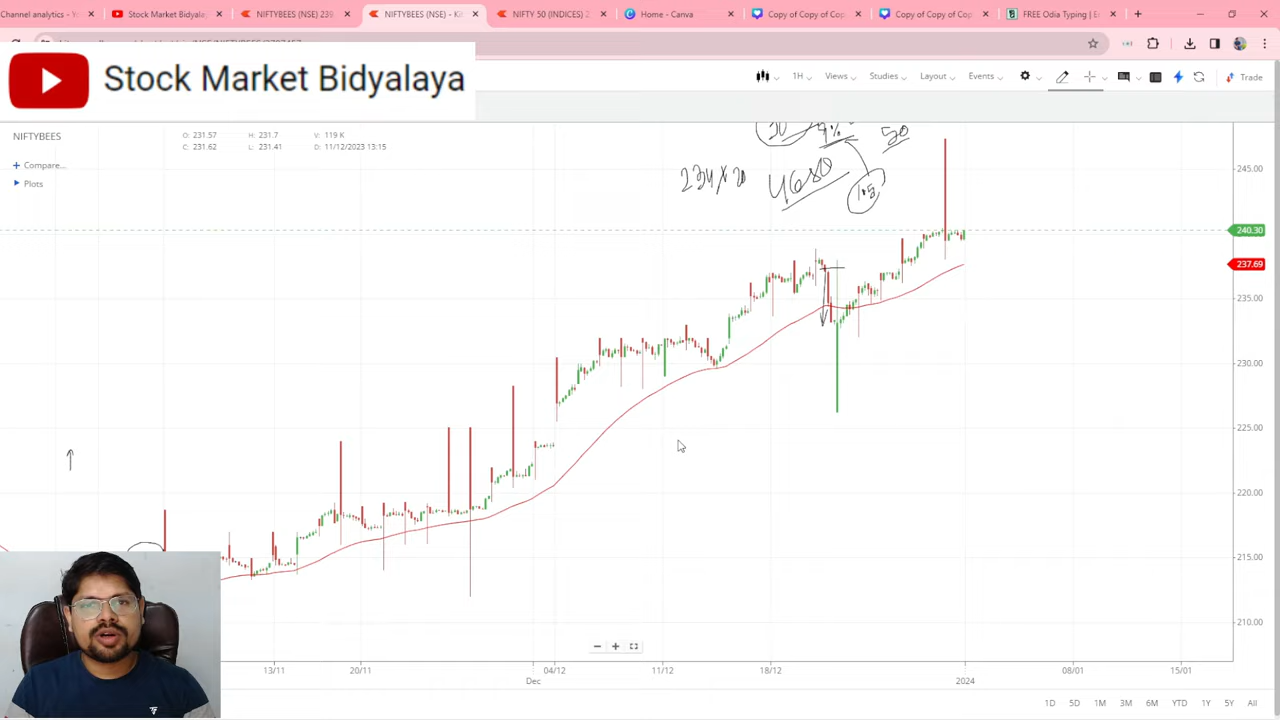 Channel analytics - Y
Stock Market Bidyala
NIFTYBEES (NSE) 239
NIFTYBEES (NSE) - Ki
NIFTY 50 (INDICES) 2
Home - Canva
Copy of Copy of Cop
Copy of Copy of Cop
FREE Odia Typing | E
Stock Market Bidyalaya
1H
Views
Studies
Layout
Events
Trade
NIFTYBEES
O: 231.57 H: 231.7 V: 119 K
C: 231.62 L: 231.41 D: 11/12/2023 13:15
Compare...
Plots
50
234 x 20
4680
245.00
240.30
237.69
235.00
230.00
225.00
220.00
215.00
210.00
13/11
20/11
04/12
11/12
18/12
08/01
15/01
Dec
2024
1D 5D 1M 3M 6M YTD 1Y 5Y All